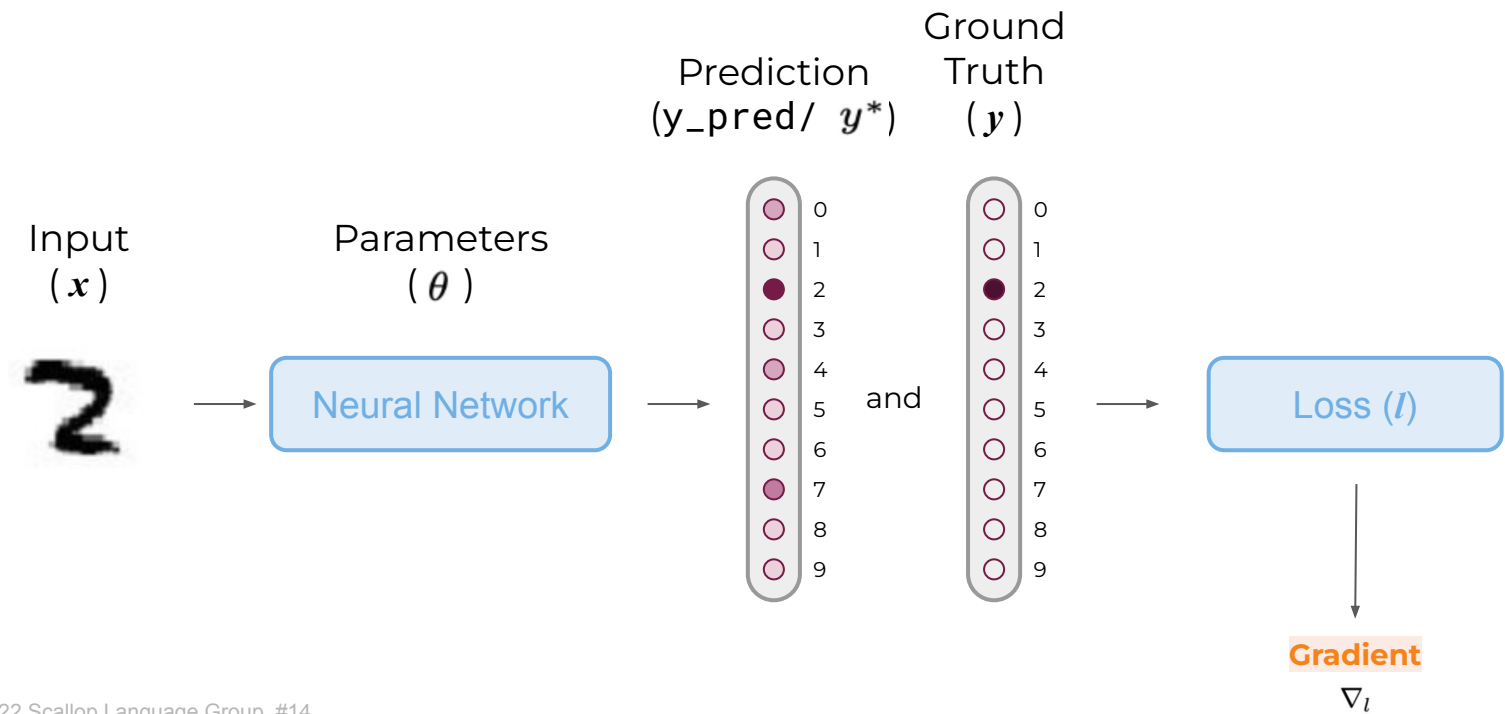 Input
(x)
Parameters
(θ)
Neural Network
Prediction
(y_pred/ y*)
0
1
2
3
4
5
6
7
8
9
and
Ground
Truth
(y)
0
1
2
3
4
5
6
7
8
9
Loss (l)
Gradient
∇l
22 Scallop Language Group, #14